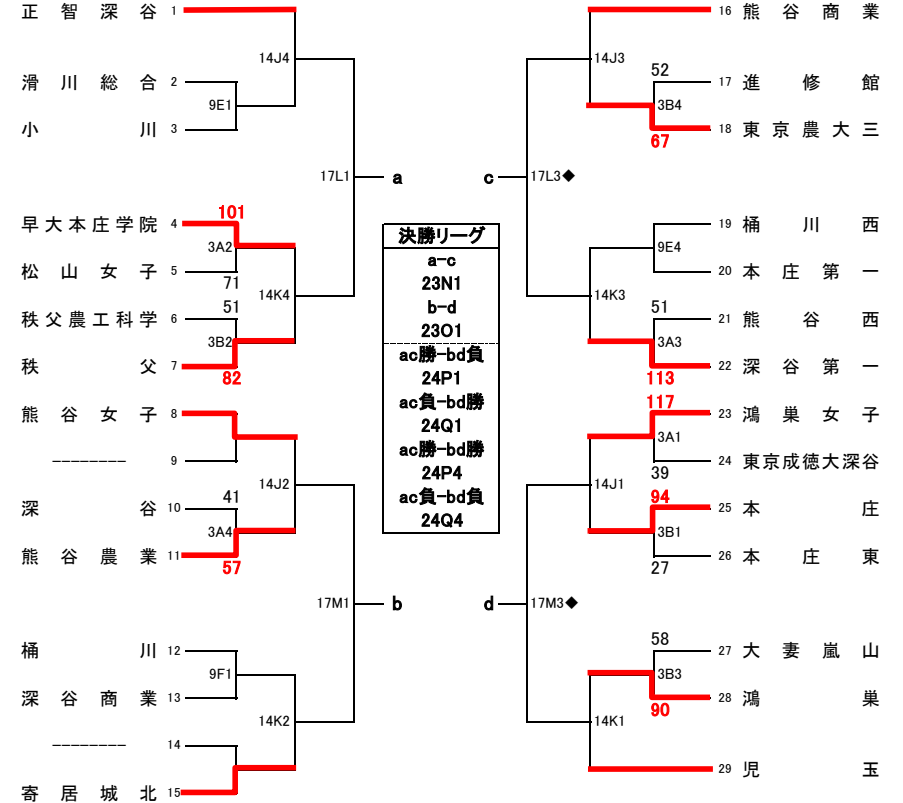 正智深谷 1
14J4
滑川総合 2
9E1
小川 3
17L1
a
早大本庄学院 4
101
3A2
松山女子 5
71
14K4
秩父農工科学 6
51
3B2
秩父 7
82
熊谷女子 8
-------- 9
14J2
深谷 10
41
3A4
熊谷農業 11
57
17M1
b
桶川 12
9F1
深谷商業 13
14K2
-------- 14
寄居城北 15
決勝リーグ
a-c
23N1
b-d
23O1
ac勝-bd負
24P1
ac負-bd勝
24Q1
ac勝-bd勝
24P4
ac負-bd負
24Q4
16 熊谷商業
14J3
52
17 進修館
3B4
18 東京農大三
67
c
17L3◆
19 桶川西
9E4
20 本庄第一
14K3
51
21 熊谷西
3A3
22 深谷第一
113
117
23 鴻巣女子
3A1
24 東京成徳大深谷
39
14J1
94
25 本庄
3B1
26 本庄東
27
d
17M3◆
58
27 大妻嵐山
3B3
28 鴻巣
90
14K1
29 児玉